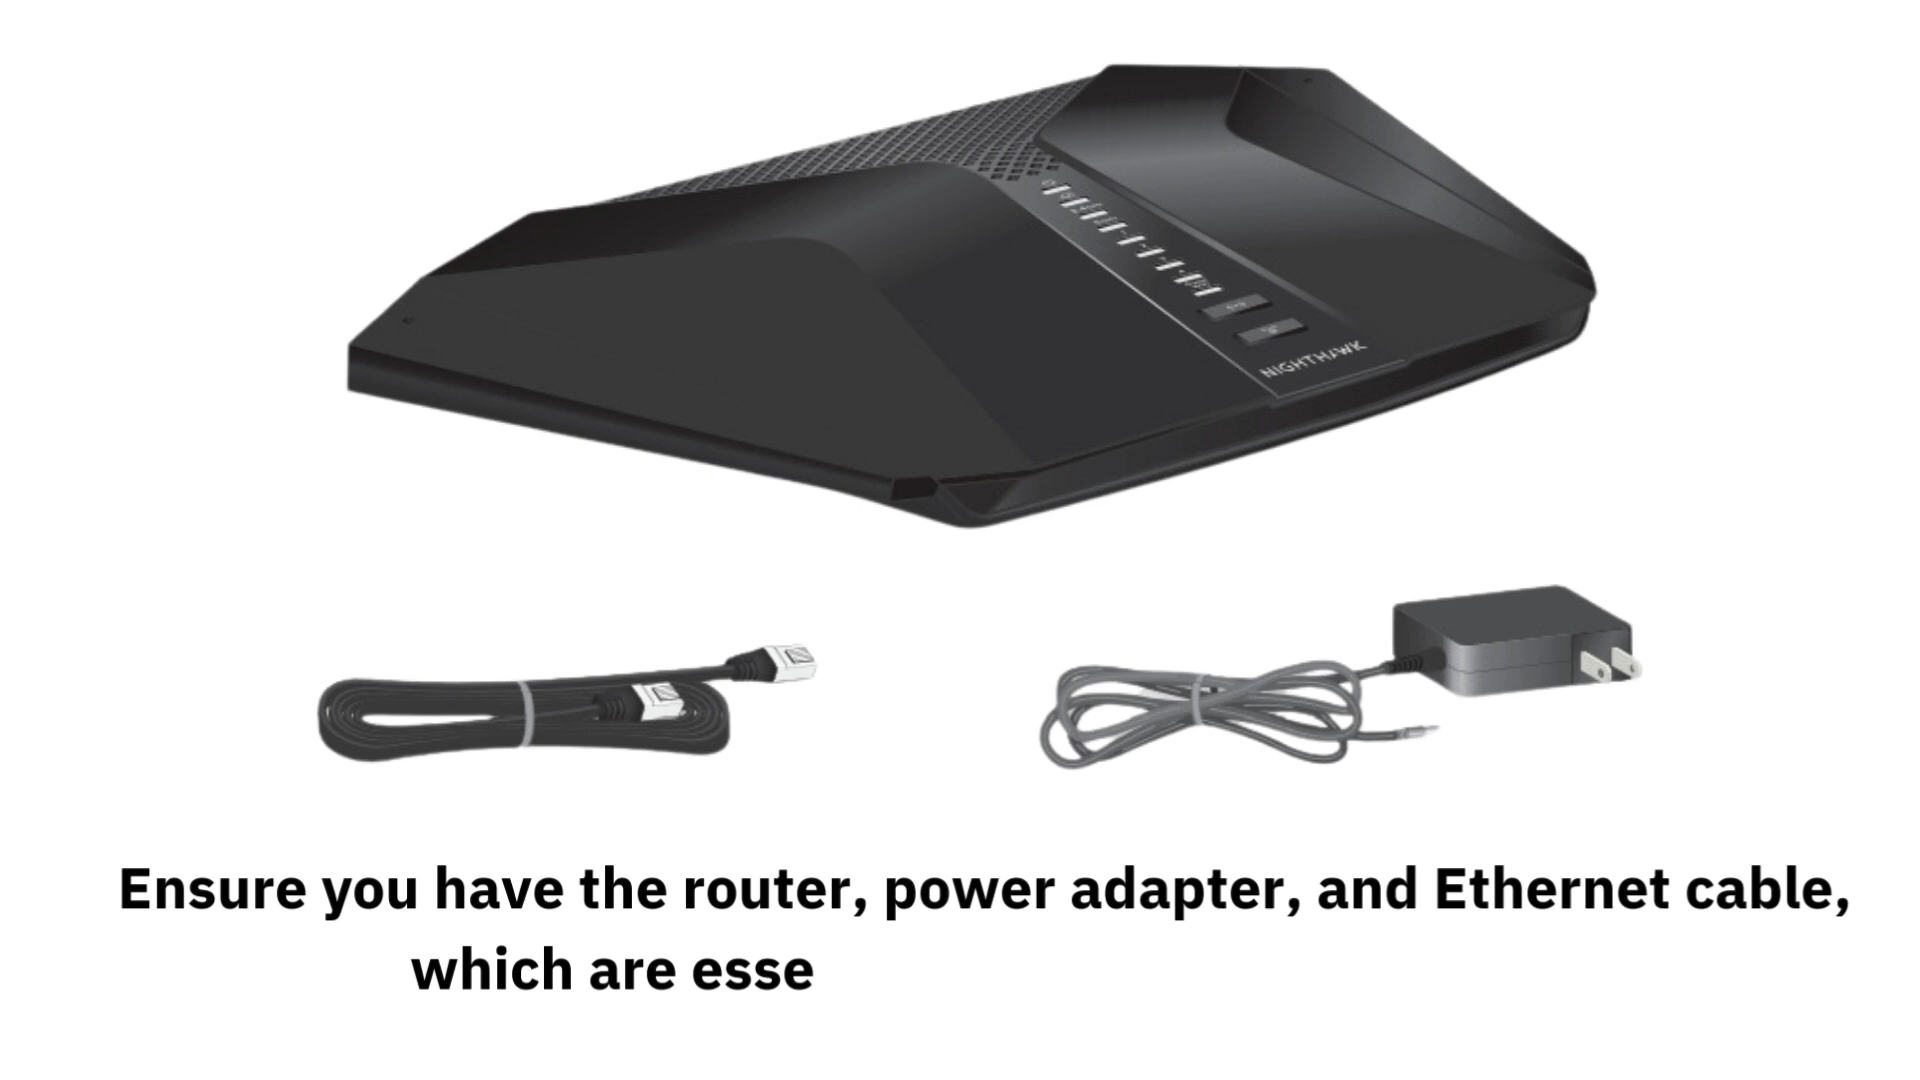 NIGHTHAWK
Ensure you have the router, power adapter, and Ethernet cable,
which are esse